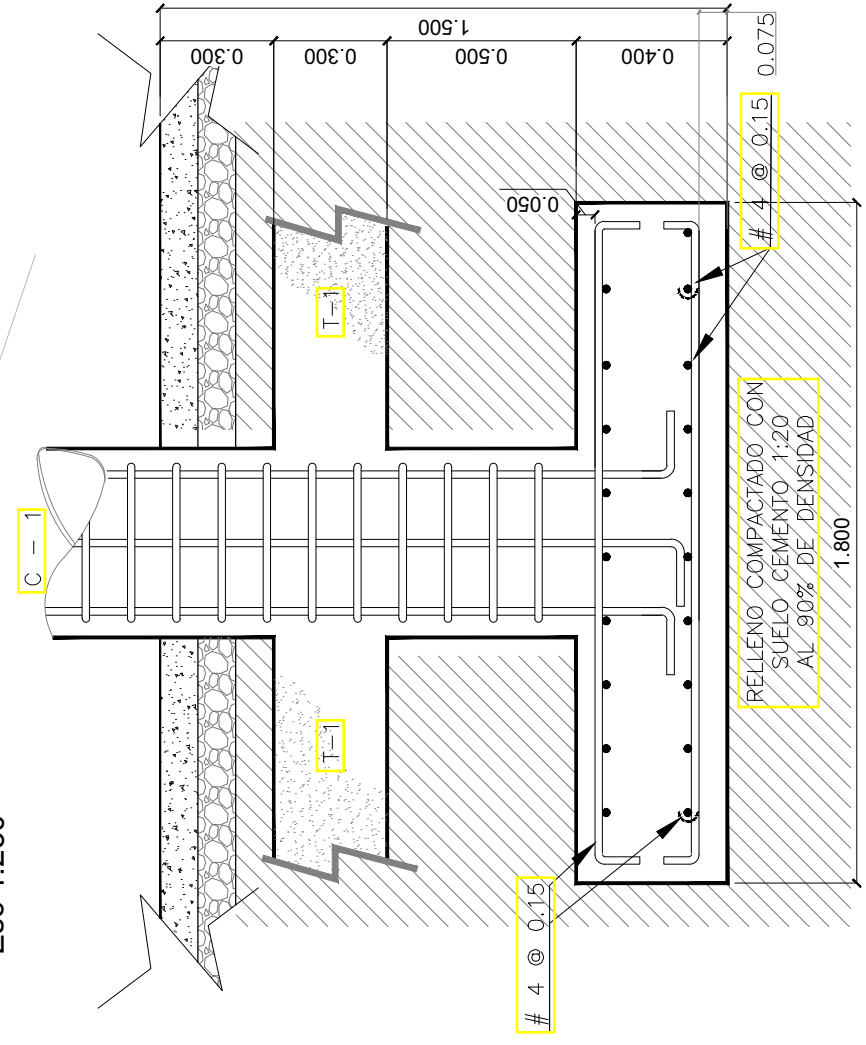 C - 1
1.500
0.300
0.300
0.500
0.400
0.075
T-1
T-1
0.050
# 4 @ 0.15
# 4 @ 0.15
RELLENO COMPACTADO CON
SUELO CEMENTO 1:20
AL 90% DE DENSIDAD
1.800